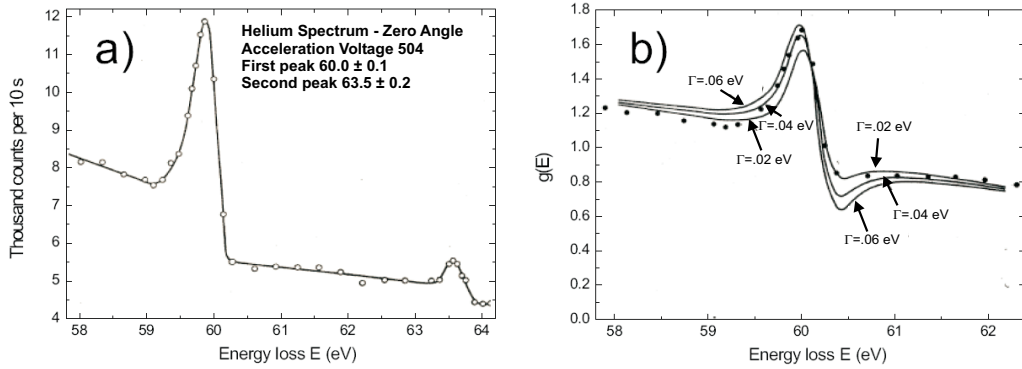 a)
Helium Spectrum - Zero Angle
Acceleration Voltage 504
First peak 60.0 ± 0.1
Second peak 63.5 ± 0.2
Thousand counts per 10 s
12
11
10
9
8
7
6
5
4
58 59 60 61 62 63 64
Energy loss E (eV)
b)
g(E)
1.8
1.6
1.4
1.2
1.0
0.8
0.6
0.4
0.2
0.0
Γ=.06 eV
Γ=.04 eV
Γ=.02 eV
Γ=.02 eV
Γ=.04 eV
Γ=.06 eV
58 59 60 61 62
Energy loss E (eV)